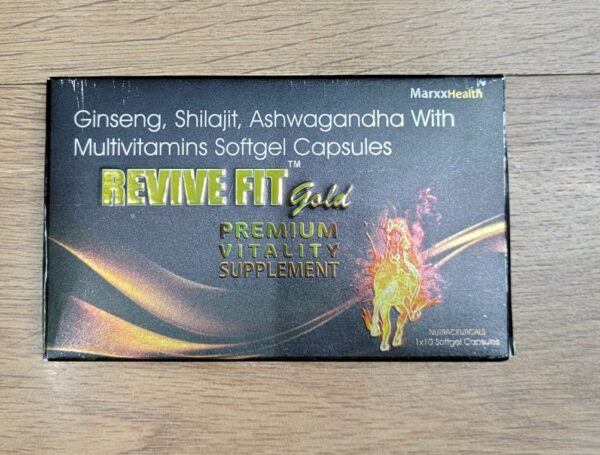 MarxxHealth
Ginseng, Shilajit, Ashwagandha With
Multivitamins Softgel Capsules
REVIVE FIT™ Gold
PREMIUM
VITALITY
SUPPLEMENT
NUTRACEUTICALS
1x10 Softgel Capsules